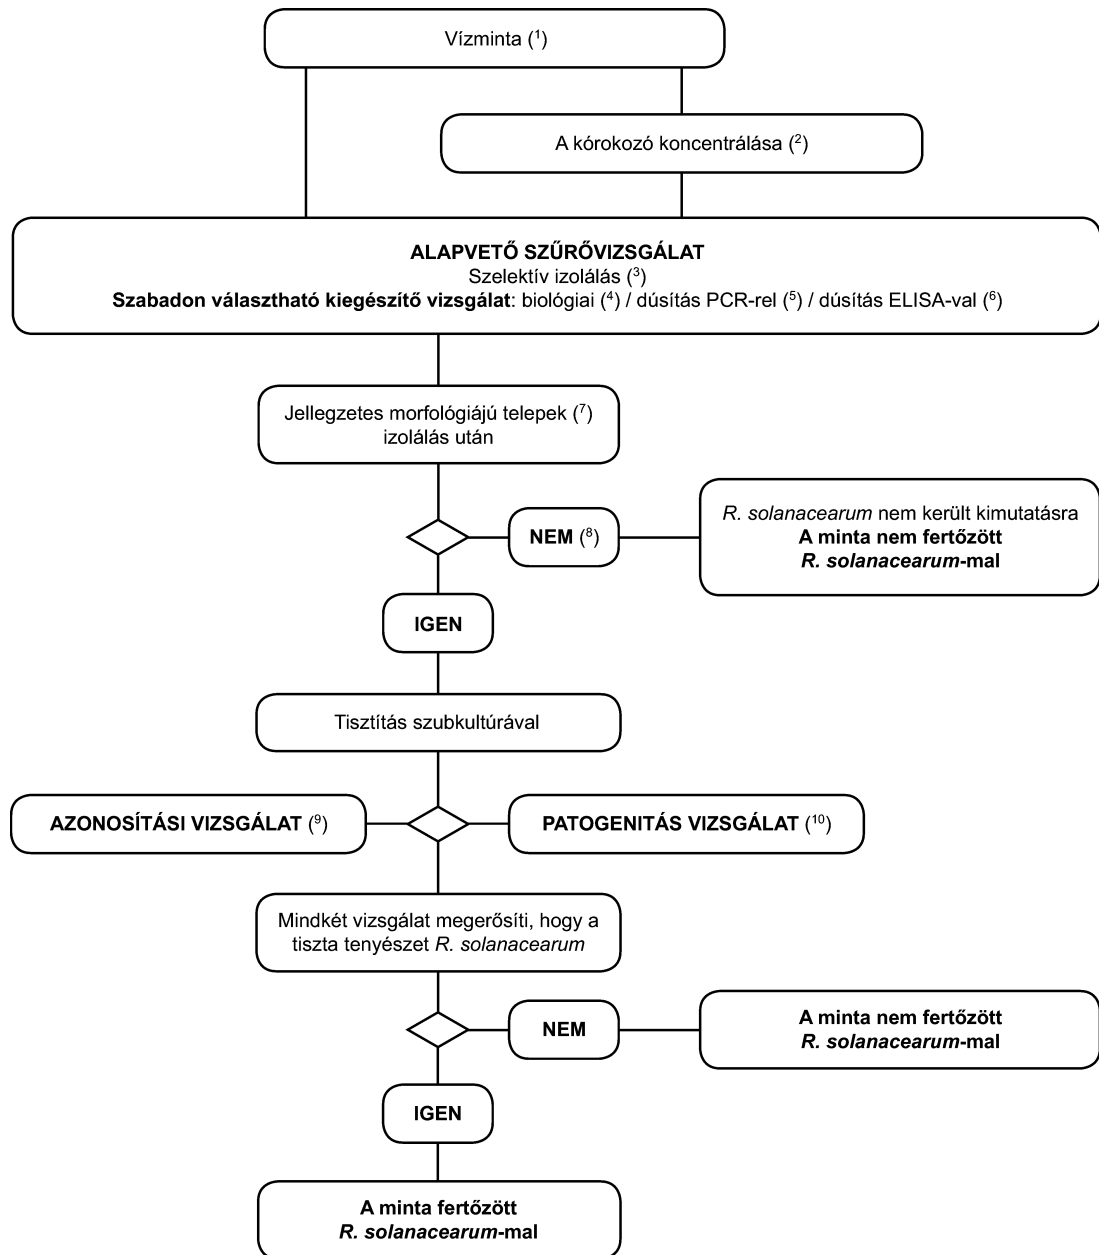 Vízminta (¹)
A kórokozó koncentrálása (²)
ALAPVETŐ SZŰRŐVIZSGÁLAT
Szelektív izolálás (³)
Szabadon választható kiegészítő vizsgálat: biológiai (⁴) / dúsítás PCR-rel (⁵) / dúsítás ELISA-val (⁶)
Jellegzetes morfológiájú telepek (⁷)
izolálás után
NEM (⁸)
R. solanacearum nem került kimutatásra
A minta nem fertőzött
R. solanacearum-mal
IGEN
Tisztítás szubkultúrával
AZONOSÍTÁSI VIZSGÁLAT (⁹)
PATOGENITÁS VIZSGÁLAT (¹⁰)
Mindkét vizsgálat megerősíti, hogy a
tiszta tenyészet R. solanacearum
NEM
A minta nem fertőzött
R. solanacearum-mal
IGEN
A minta fertőzött
R. solanacearum-mal